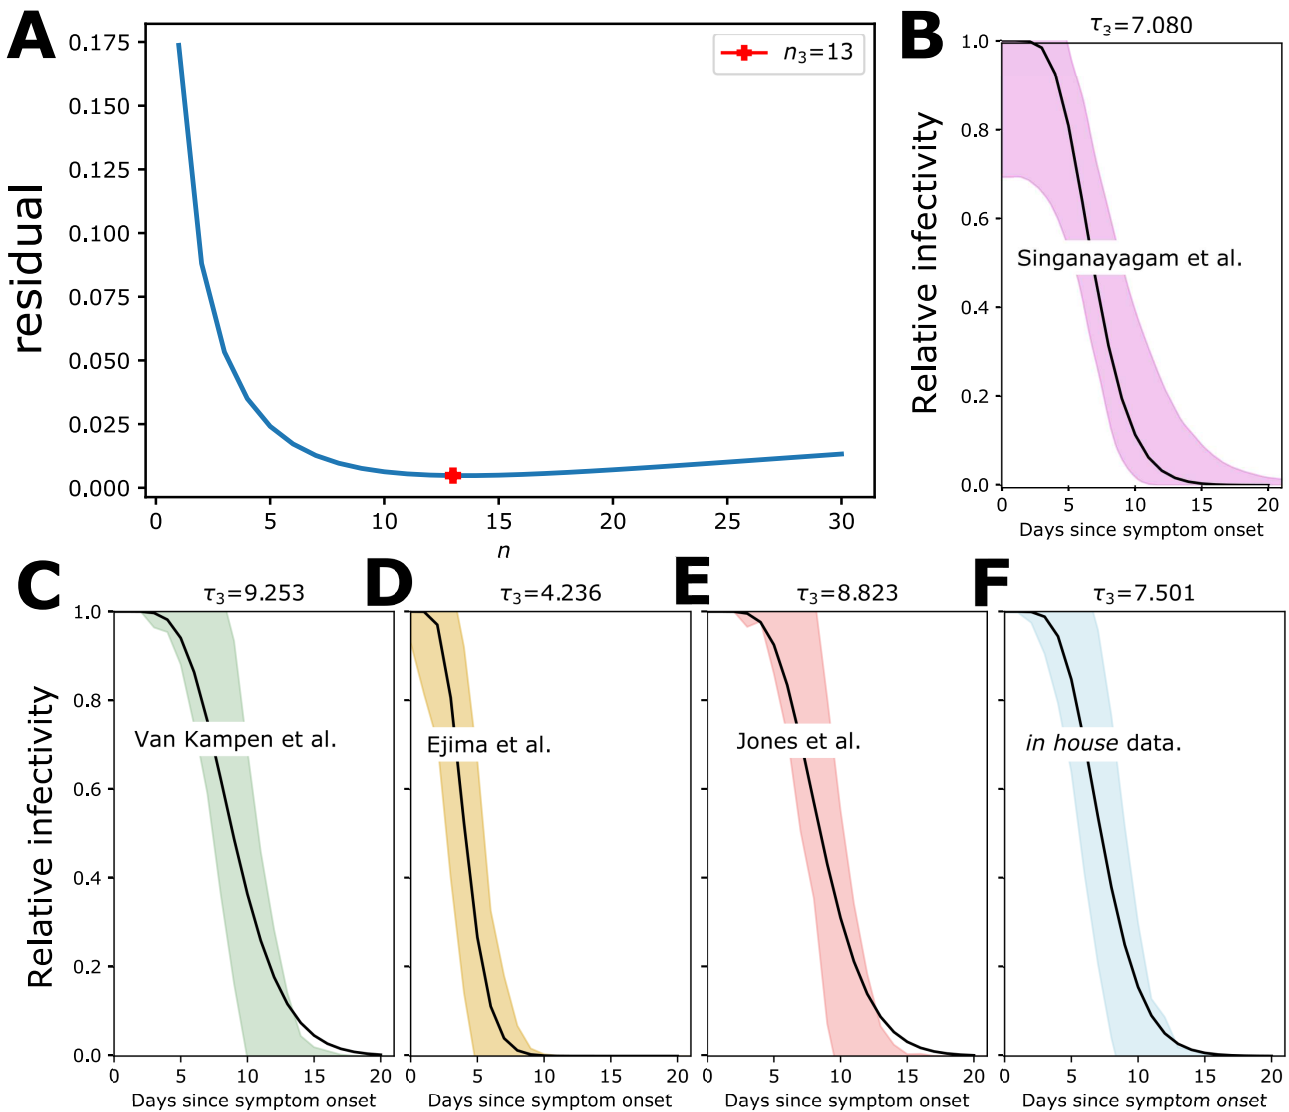 A
residual
0.175
0.150
0.125
0.100
0.075
0.050
0.025
0.000
n₃=13
0 5 10 15 20 25 30
n
B
τ₃=7.080
Relative infectivity
1.0
0.8
0.6
0.4
0.2
0.0
Singanayagam et al.
0 5 10 15 20
Days since symptom onset
C
τ₃=9.253
Relative infectivity
1.0
0.8
0.6
0.4
0.2
0.0
Van Kampen et al.
0 5 10 15 20
Days since symptom onset
D
τ₃=4.236
Ejima et al.
0 5 10 15 20
Days since symptom onset
E
τ₃=8.823
Jones et al.
0 5 10 15 20
Days since symptom onset
F
τ₃=7.501
in house data.
0 5 10 15 20
Days since symptom onset